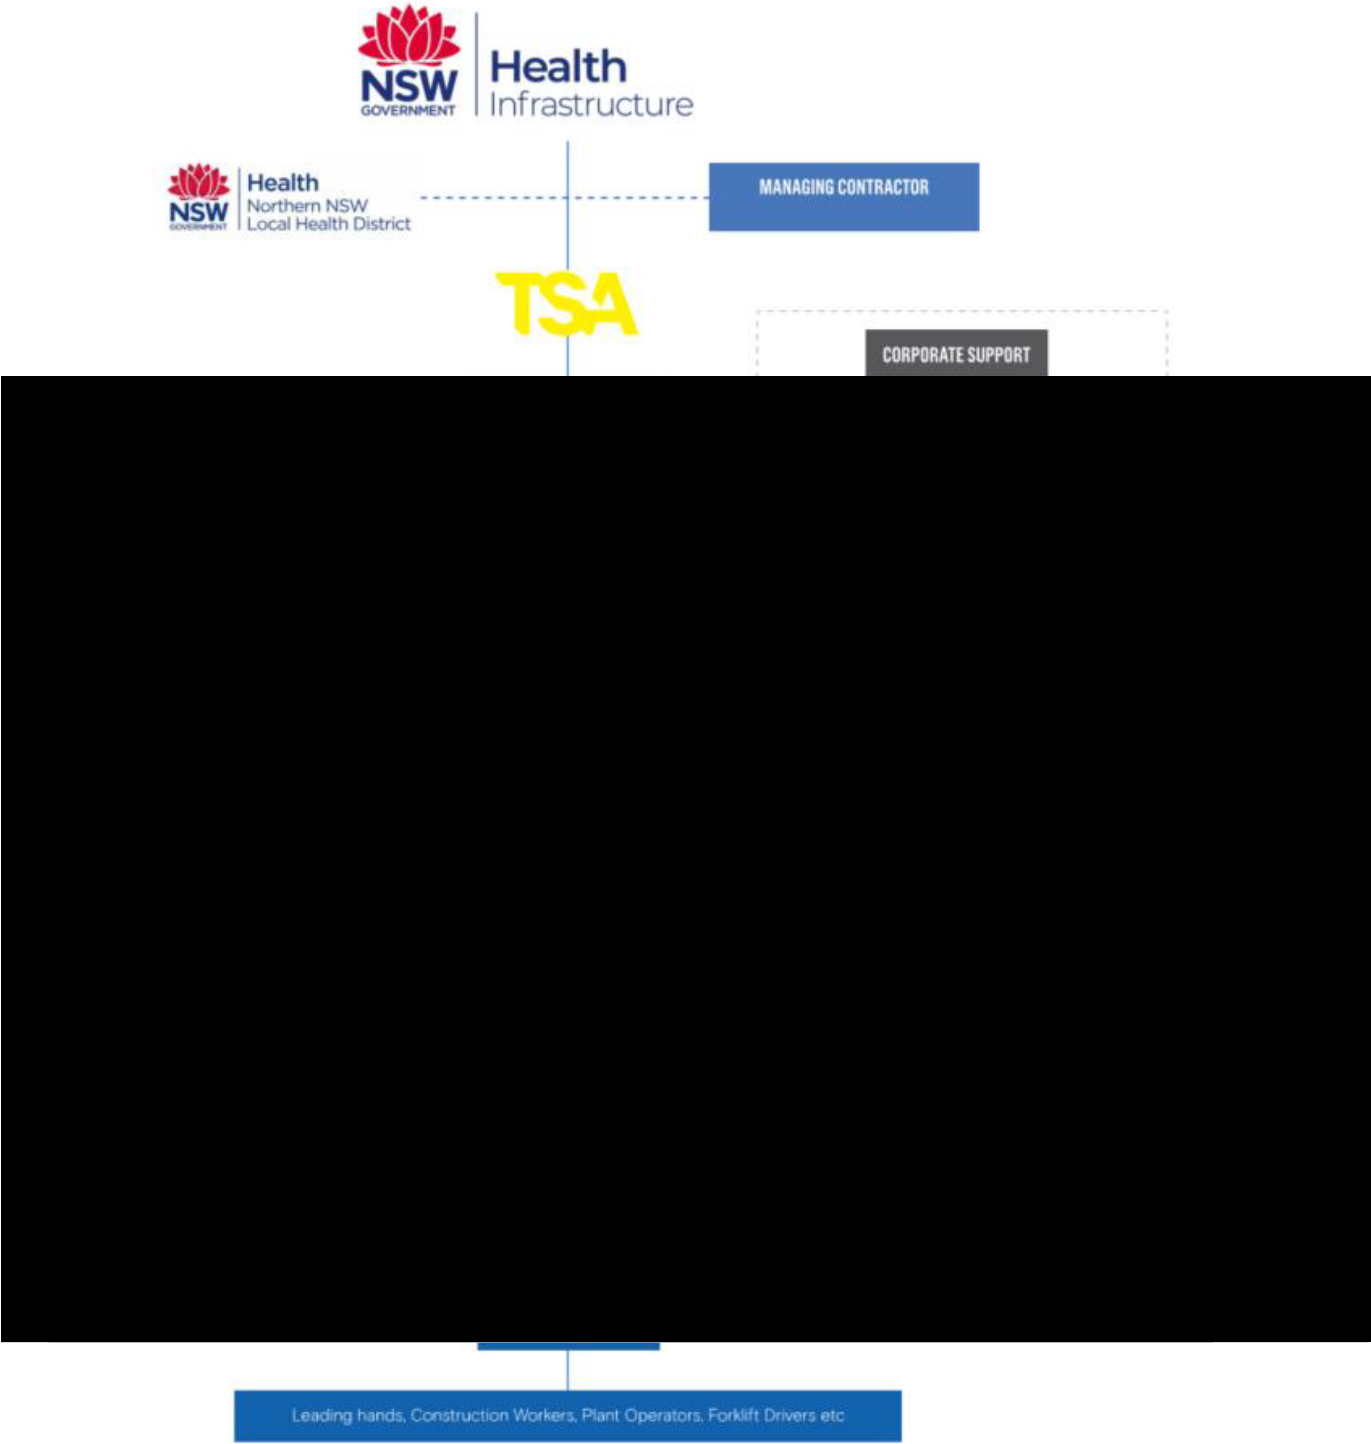 NSW
GOVERNMENT
Health
Infrastructure
NSW
GOVERNMENT
Health
Northern NSW
Local Health District
MANAGING CONTRACTOR
TSA
CORPORATE SUPPORT
Leading hands, Construction Workers, Plant Operators, Forklift Drivers etc